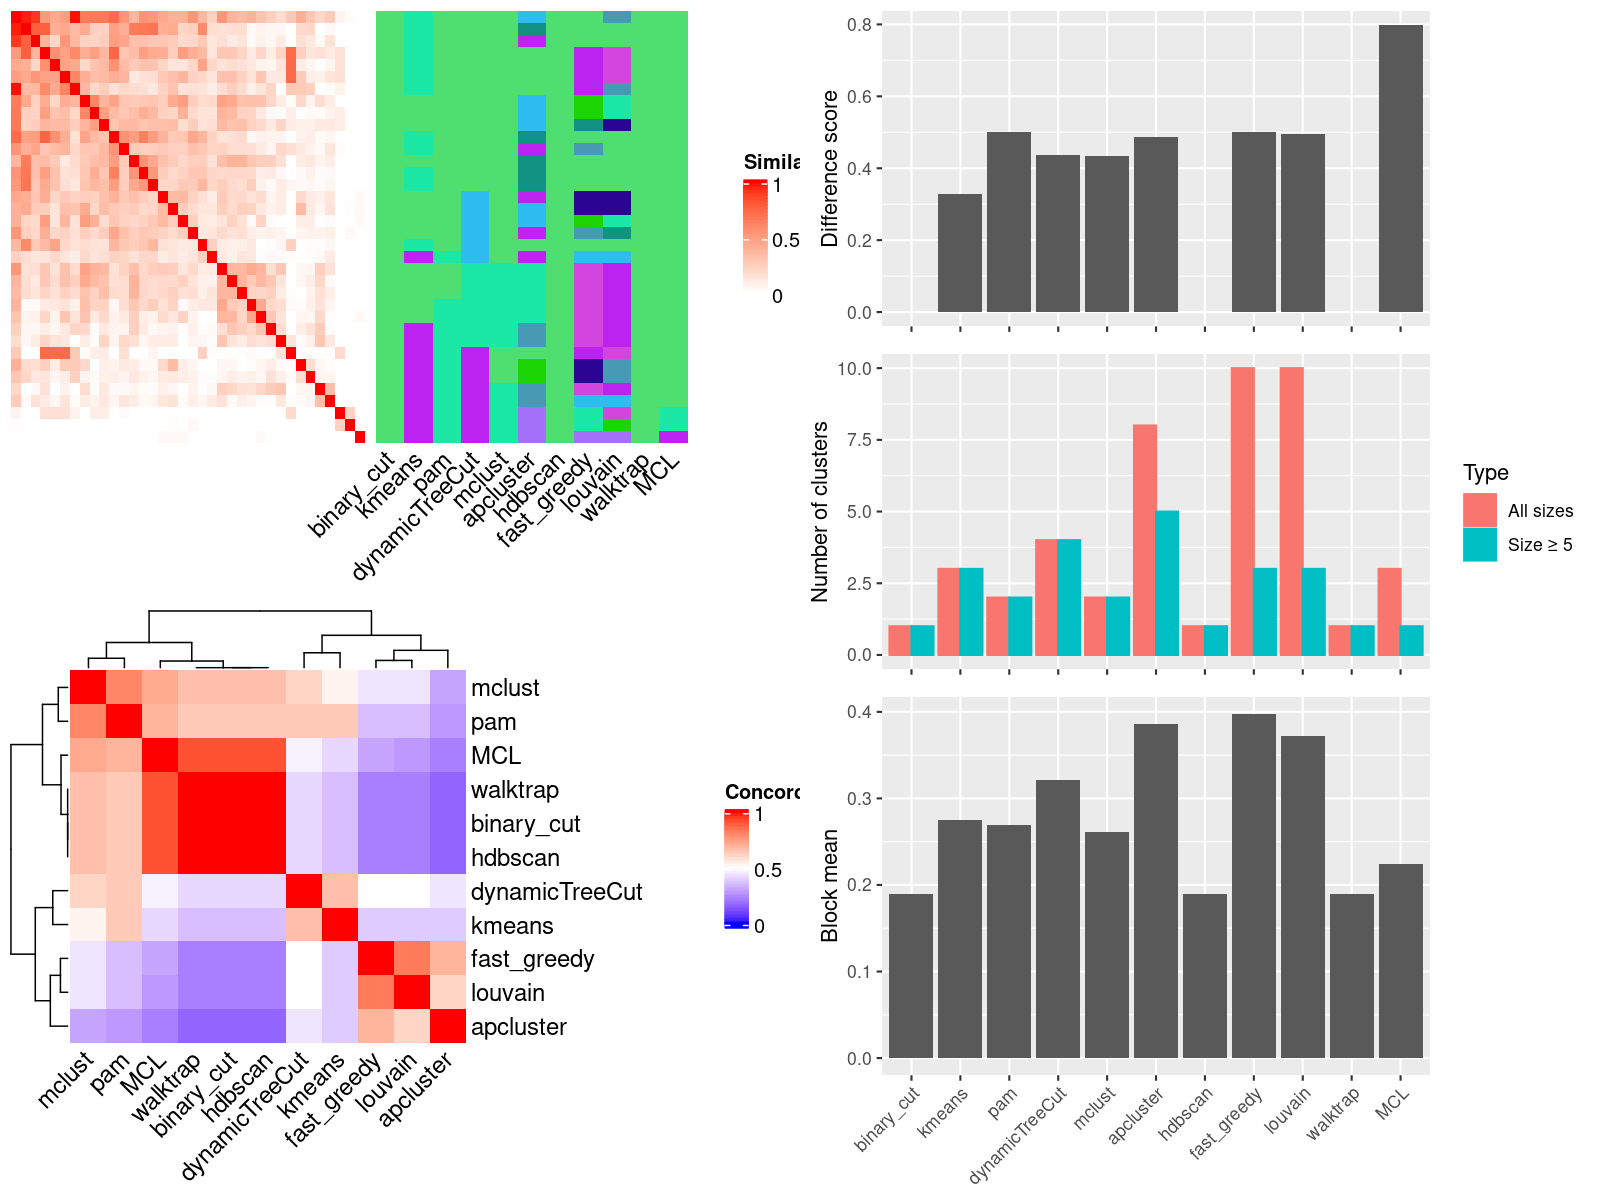 Simila
1
0.5
0
binary_cut
kmeans
pam
dynamicTreeCut
mclust
apcluster
hdbscan
fast_greedy
louvain
walktrap
MCL
Difference score
0.8
0.6
0.4
0.2
0.0
Number of clusters
10.0
7.5
5.0
2.5
0.0
Type
All sizes
Size ≥ 5
mclust
pam
MCL
walktrap
binary_cut
hdbscan
dynamicTreeCut
kmeans
fast_greedy
louvain
apcluster
mclust
pam
MCL
walktrap
binary_cut
hdbscan
dynamicTreeCut
kmeans
fast_greedy
louvain
apcluster
Concord
1
0.5
0
Block mean
0.4
0.3
0.2
0.1
0.0
binary_cut
kmeans
pam
dynamicTreeCut
mclust
apcluster
hdbscan
fast_greedy
louvain
walktrap
MCL